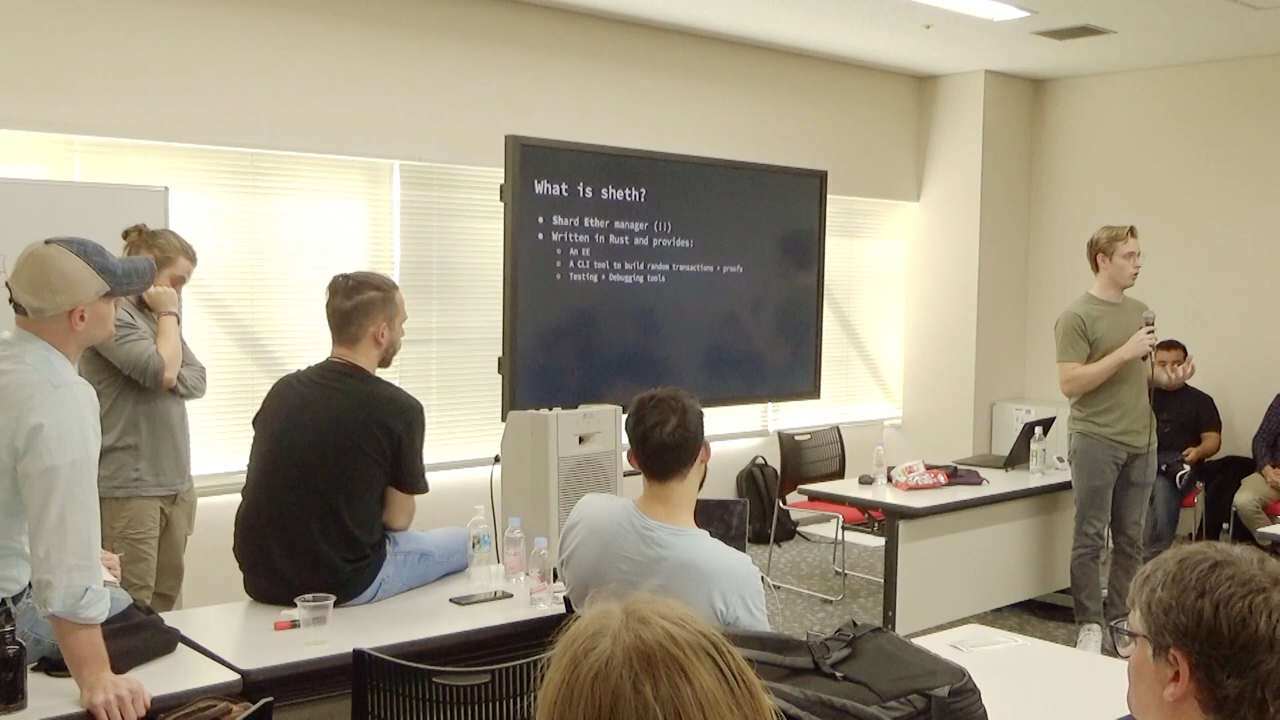 What is sheth?
• Shard Ether manager (!!)
• Written in Rust and provides:
○ An EE
○ A CLI tool to build random transactions + proofs
○ Testing + Debugging tools